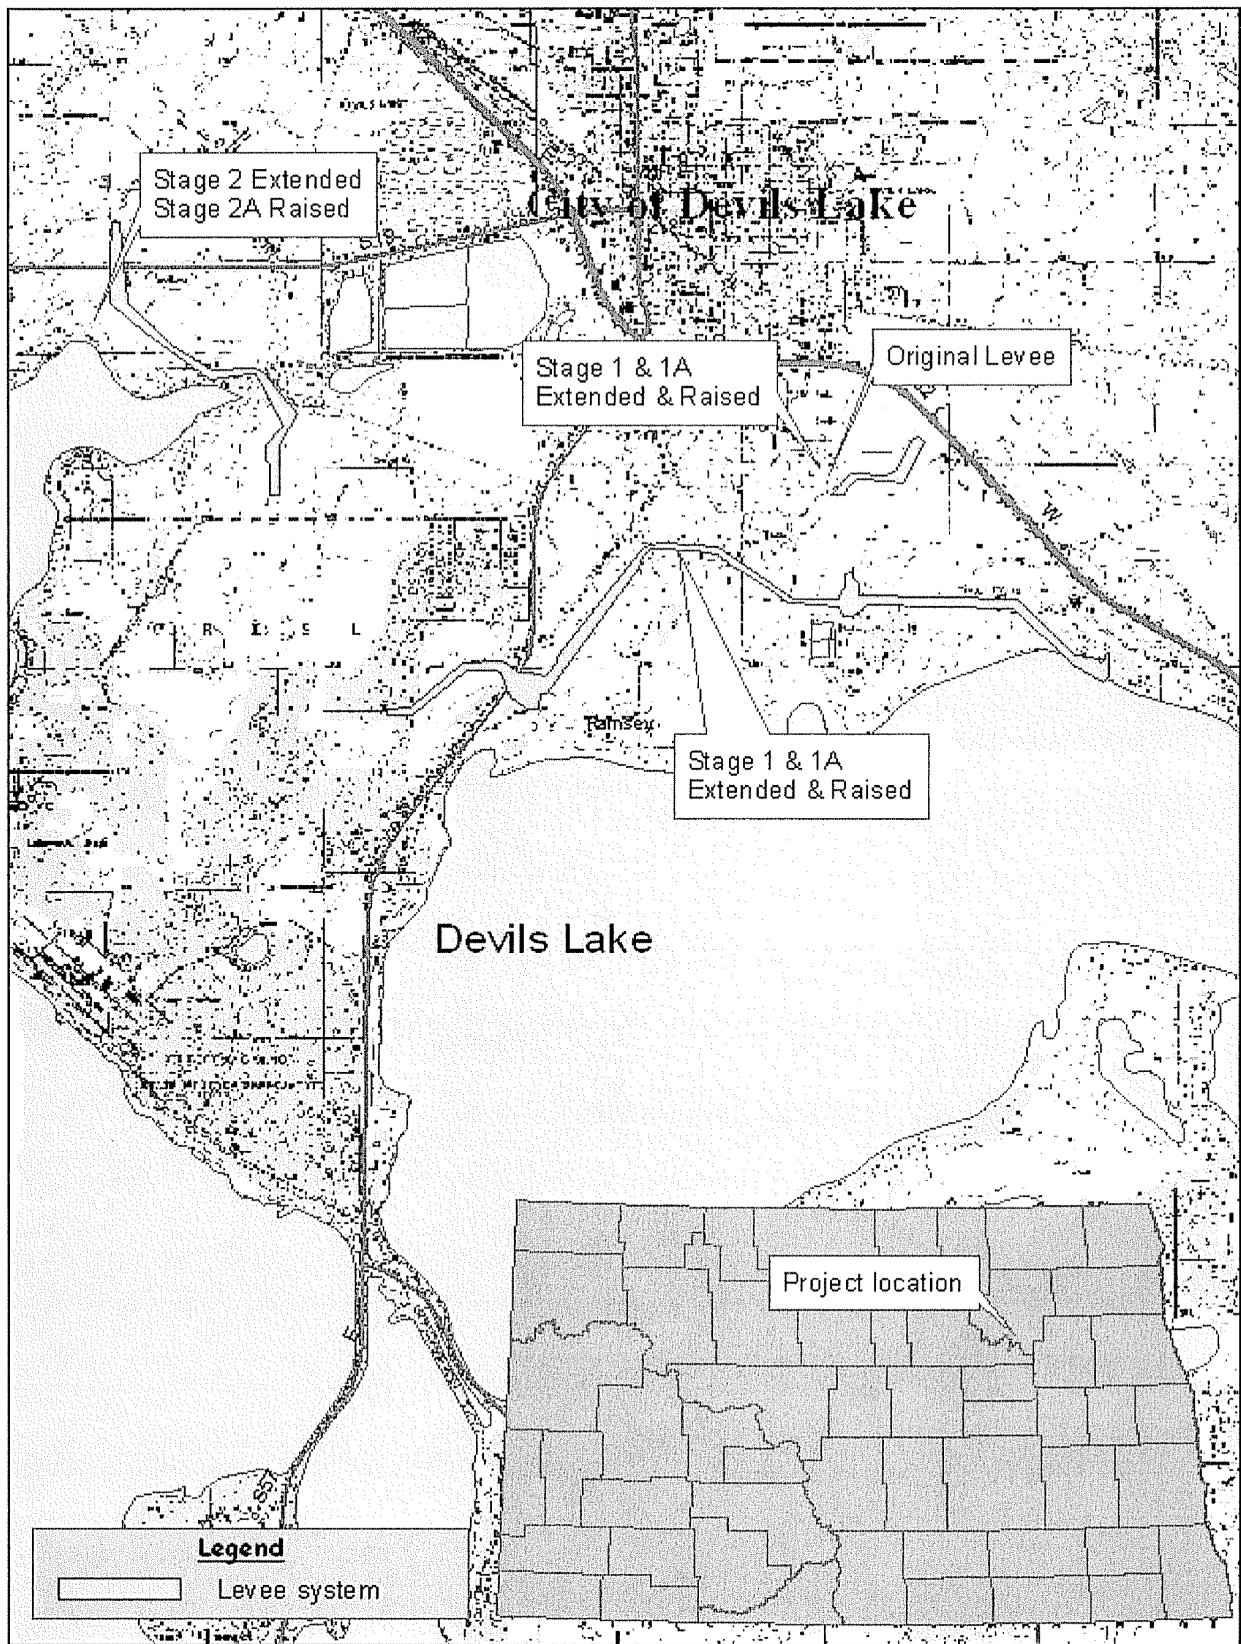 Stage 2 Extended
Stage 2A Raised
City of Devils Lake
Original Levee
Stage 1 & 1A
Extended & Raised
W
Ramsey
Stage 1 & 1A
Extended & Raised
Devils Lake
Project location
S57
Legend
Levee system